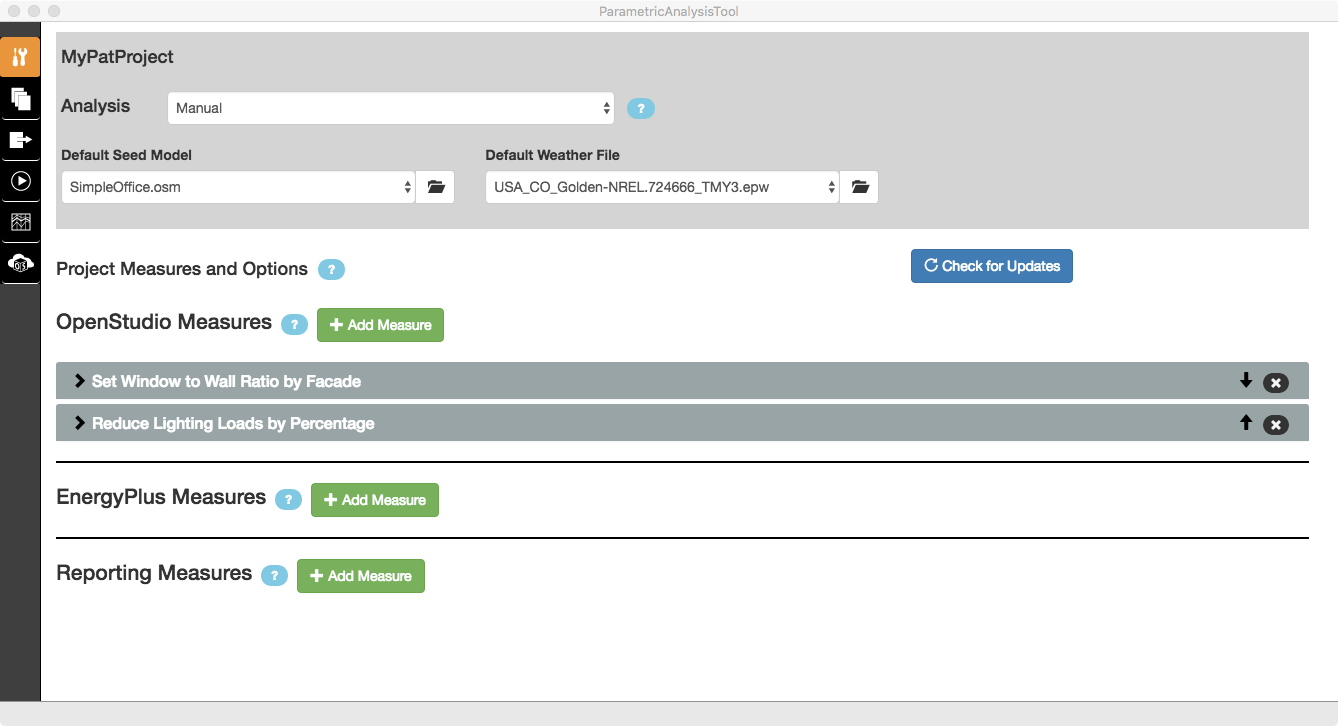 ParametricAnalysisTool
MyPatProject
Analysis Manual ?
Default Seed Model Default Weather File
SimpleOffice.osm USA_CO_Golden-NREL.724666_TMY3.epw
Project Measures and Options ? Check for Updates
OpenStudio Measures ? Add Measure
Set Window to Wall Ratio by Facade
Reduce Lighting Loads by Percentage
EnergyPlus Measures ? Add Measure
Reporting Measures ? Add Measure